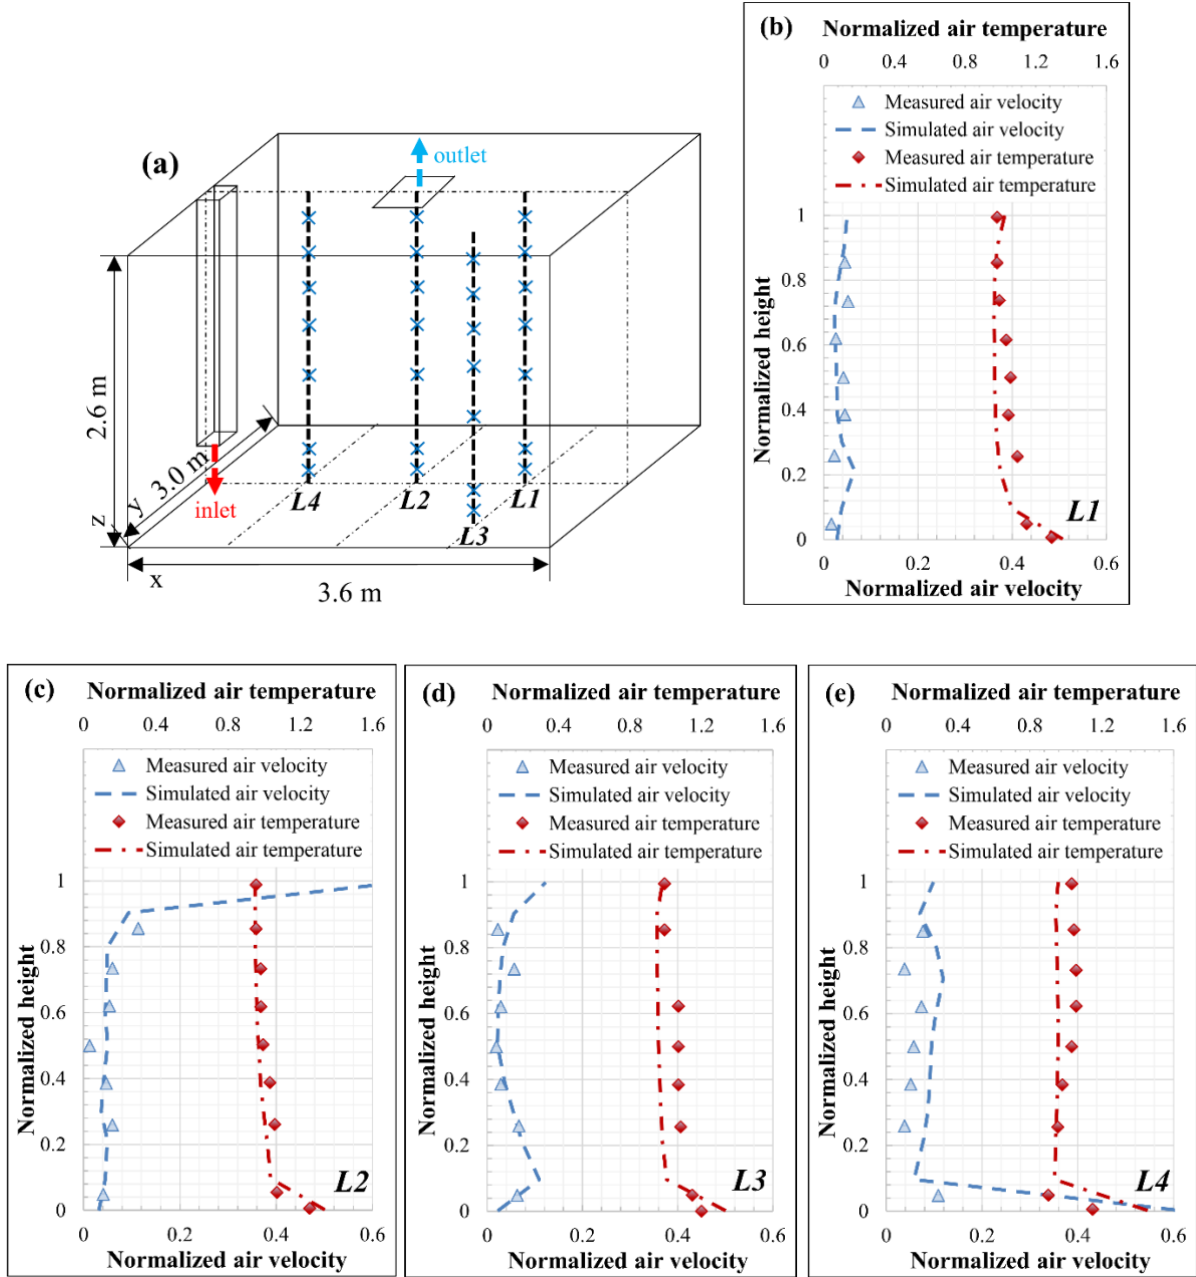 (a)
outlet
inlet
2.6 m
3.0 m
3.6 m
x
y
z
L4
L2
L3
L1
(b) Normalized air temperature
0 0.4 0.8 1.2 1.6
Measured air velocity
Simulated air velocity
Measured air temperature
Simulated air temperature
Normalized height
1
0.8
0.6
0.4
0.2
0
L1
0 0.2 0.4 0.6
Normalized air velocity
(c) Normalized air temperature
0 0.4 0.8 1.2 1.6
Measured air velocity
Simulated air velocity
Measured air temperature
Simulated air temperature
Normalized height
1
0.8
0.6
0.4
0.2
0
L2
0 0.2 0.4 0.6
Normalized air velocity
(d) Normalized air temperature
0 0.4 0.8 1.2 1.6
Measured air velocity
Simulated air velocity
Measured air temperature
Simulated air temperature
Normalized height
1
0.8
0.6
0.4
0.2
0
L3
0 0.2 0.4 0.6
Normalized air velocity
(e) Normalized air temperature
0 0.4 0.8 1.2 1.6
Measured air velocity
Simulated air velocity
Measured air temperature
Simulated air temperature
Normalized height
1
0.8
0.6
0.4
0.2
0
L4
0 0.2 0.4 0.6
Normalized air velocity